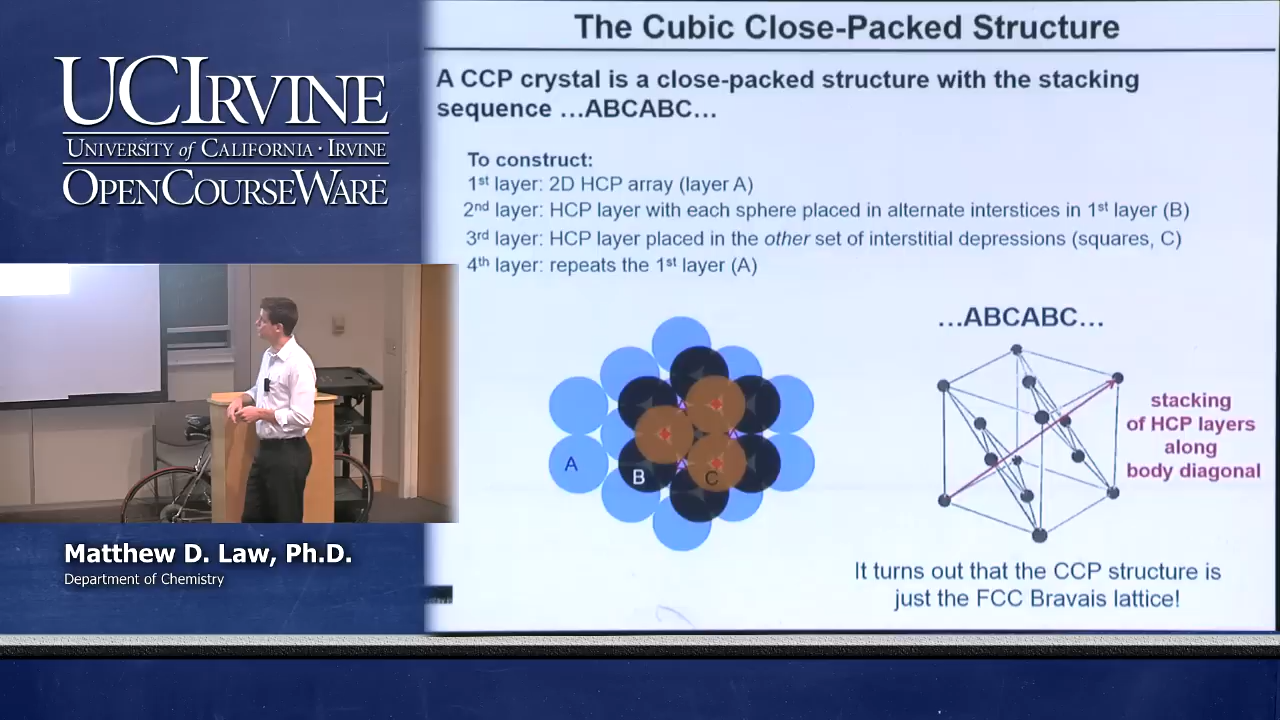 UCIRVINE
UNIVERSITY of CALIFORNIA · IRVINE
OPENCOURSEWARE
Matthew D. Law, Ph.D.
Department of Chemistry
The Cubic Close-Packed Structure
A CCP crystal is a close-packed structure with the stacking
sequence …ABCABC…
To construct:
1st layer: 2D HCP array (layer A)
2nd layer: HCP layer with each sphere placed in alternate interstices in 1st layer (B)
3rd layer: HCP layer placed in the other set of interstitial depressions (squares, C)
4th layer: repeats the 1st layer (A)
A
B
C
…ABCABC…
stacking
of HCP layers
along
body diagonal
It turns out that the CCP structure is
just the FCC Bravais lattice!